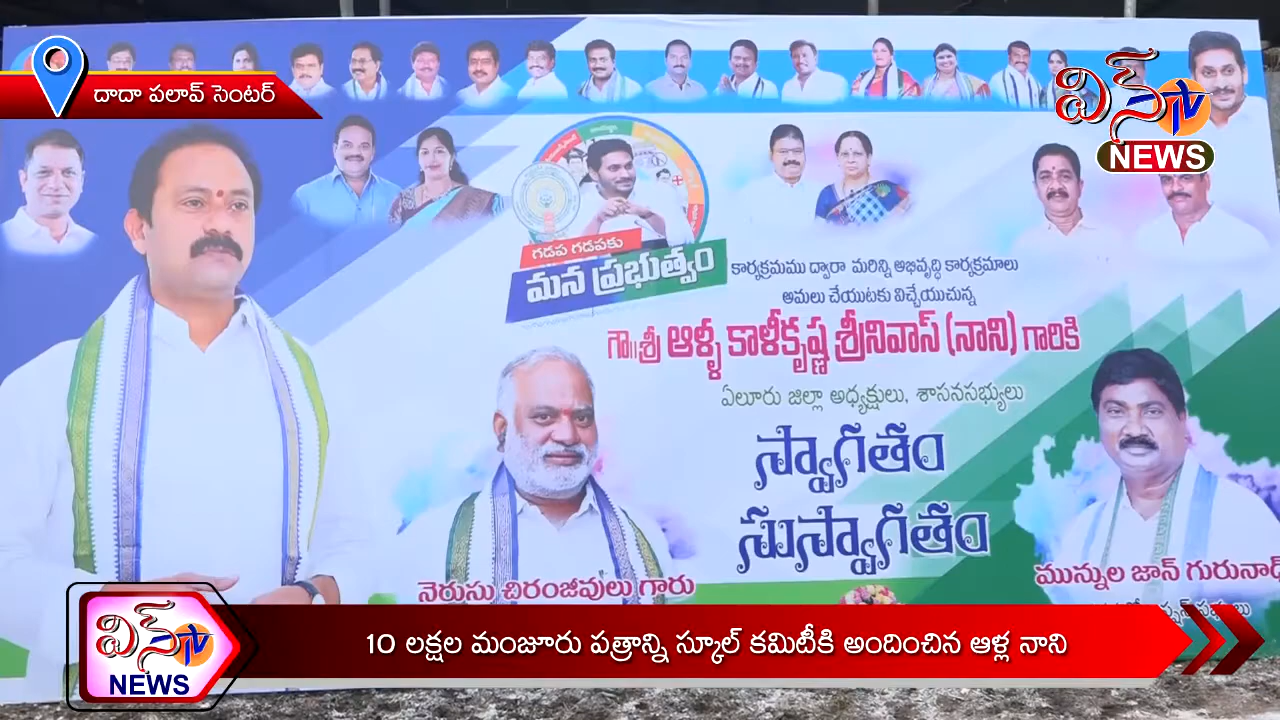 దాదా పలావ్ సెంటర్
విన్ TV
NEWS
గడప గడపకు
మన ప్రభుత్వం
కార్యక్రమము ద్వారా మరిన్ని అభివృద్ధి కార్యక్రమాలు
అమలు చేయుటకు విచ్చేయుచున్న
గౌ||శ్రీ ఆళ్ళ కాళీకృష్ణ శ్రీనివాస్ (నాని) గారికి
ఏలూరు జిల్లా అధ్యక్షులు, శాసనసభ్యులు
స్వాగతం
సుస్వాగతం
నెరుసు చిరంజీవులు గారు
మున్నుల జాన్ గురునాధ్
విన్ TV
NEWS
10 లక్షల మంజూరు పత్రాన్ని స్కూల్ కమిటీకి అందించిన ఆళ్ల నాని